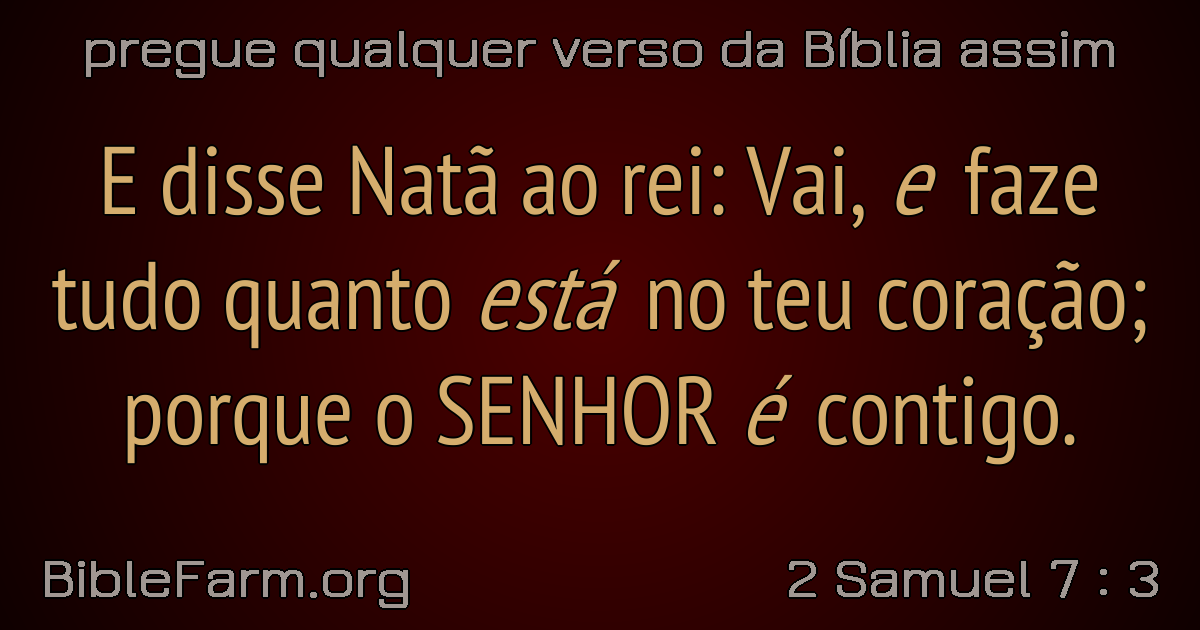 pregue qualquer verso da Bíblia assim
E disse Natã ao rei: Vai, e faze
tudo quanto está no teu coração;
porque o SENHOR é contigo.
BibleFarm.org
2 Samuel 7 : 3